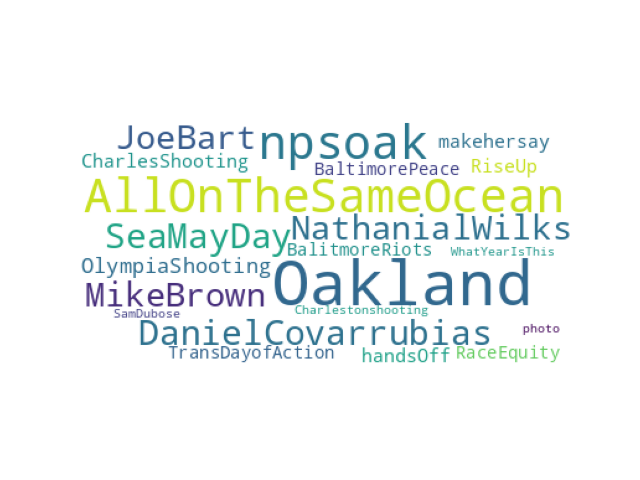 JoeBart npsoak makehersay
CharlesShooting BaltimorePeace RiseUp
AllOnTheSameOcean
SeaMayDay NathanialWilks
BalitmoreRiots WhatYearIsThis
OlympiaShooting Oakland
MikeBrown
SamDubose Charlestonshooting
DanielCovarrubias photo
TransDayofAction handsOff RaceEquity